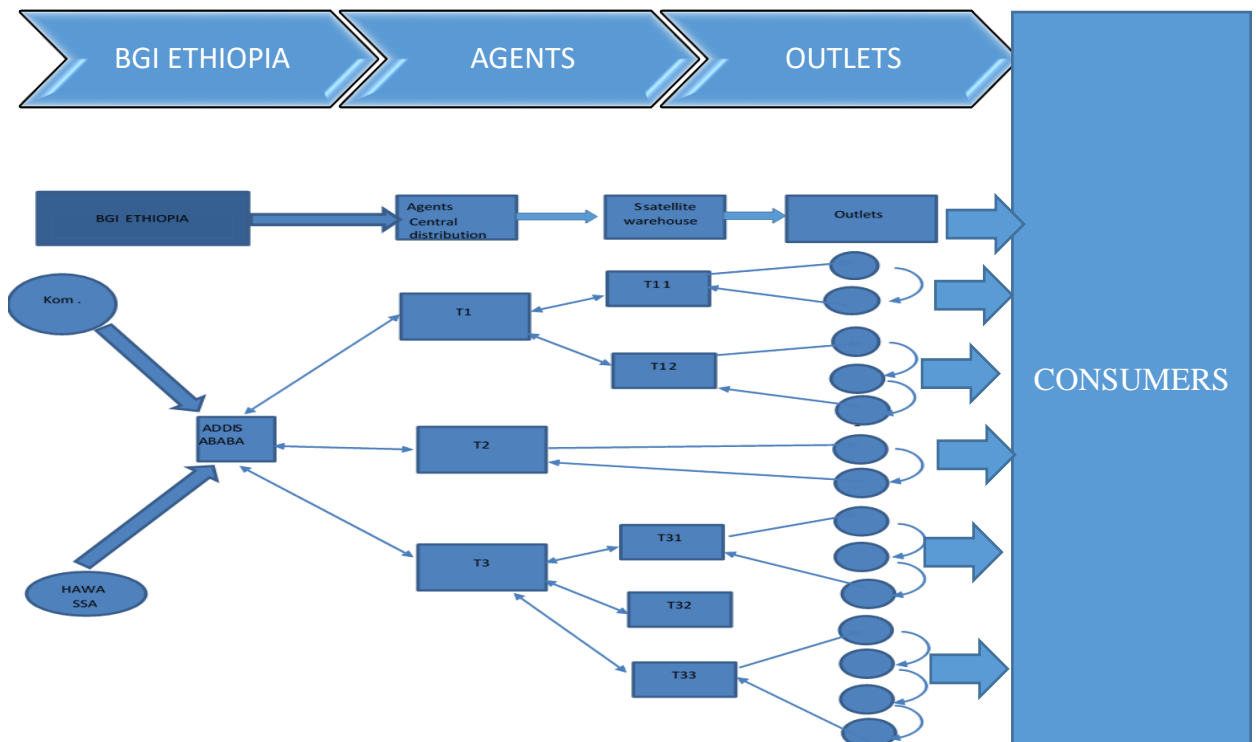 BGI ETHIOPIA
AGENTS
OUTLETS
BGI ETHIOPIA
Agents
Central
distribution
S satellite
warehouse
Outlets
Kom .
T1
T11
T12
CONSUMERS
ADDIS
ABABA
T2
T3
T31
T32
T33
HAWA
SSA